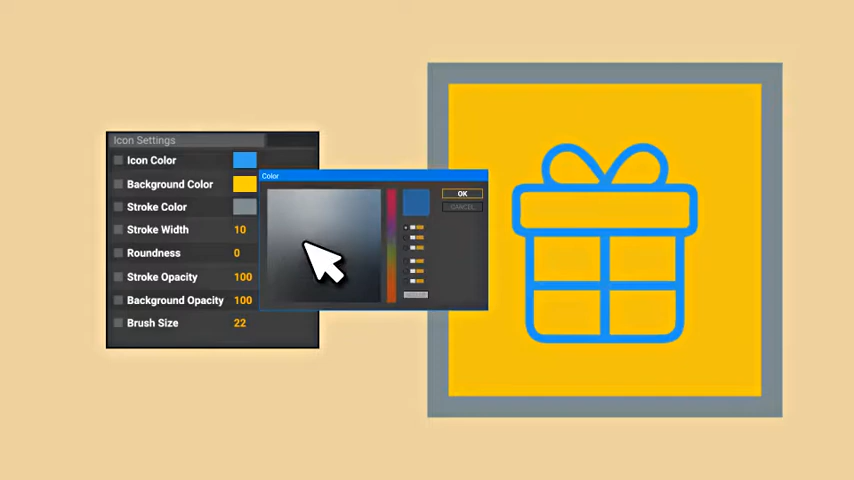 Icon Settings
Icon Color
Background Color
Stroke Color
Stroke Width 10
Roundness 0
Stroke Opacity 100
Background Opacity 100
Brush Size 22
Color
OK
CANCEL